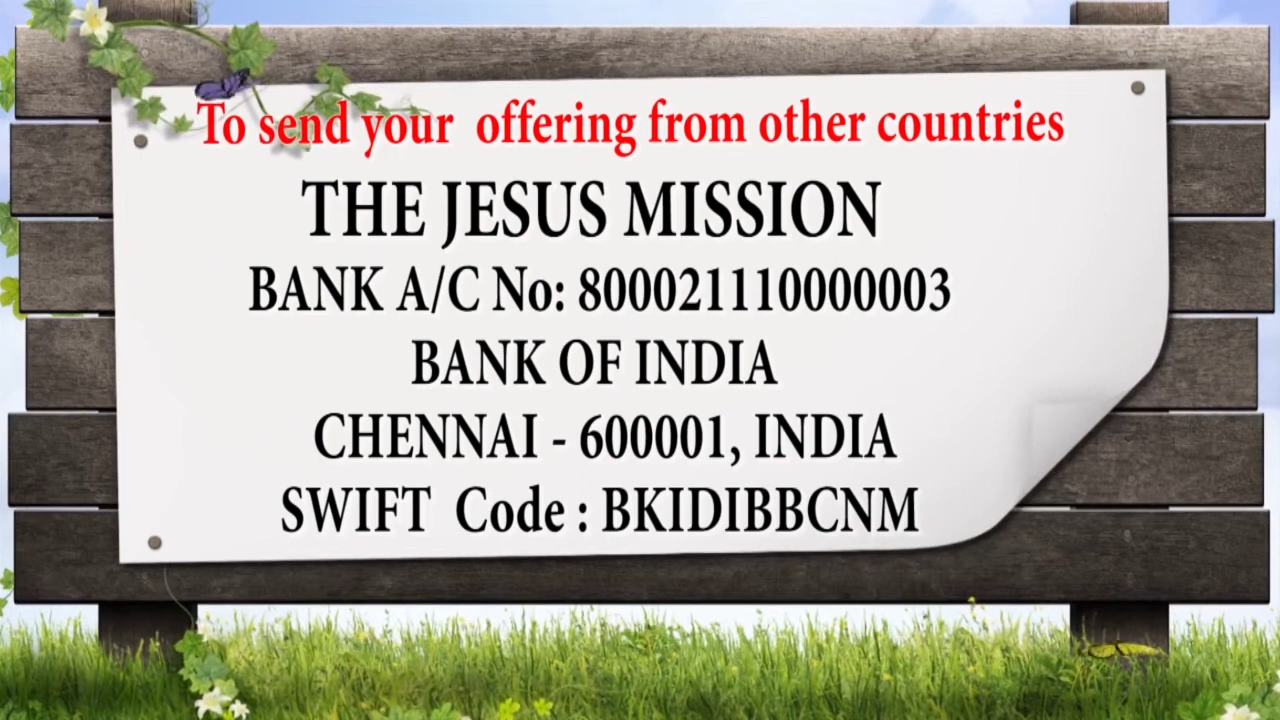 To send your offering from other countries
THE JESUS MISSION
BANK A/C No: 800021110000003
BANK OF INDIA
CHENNAI - 600001, INDIA
SWIFT Code : BKIDIBBCNM